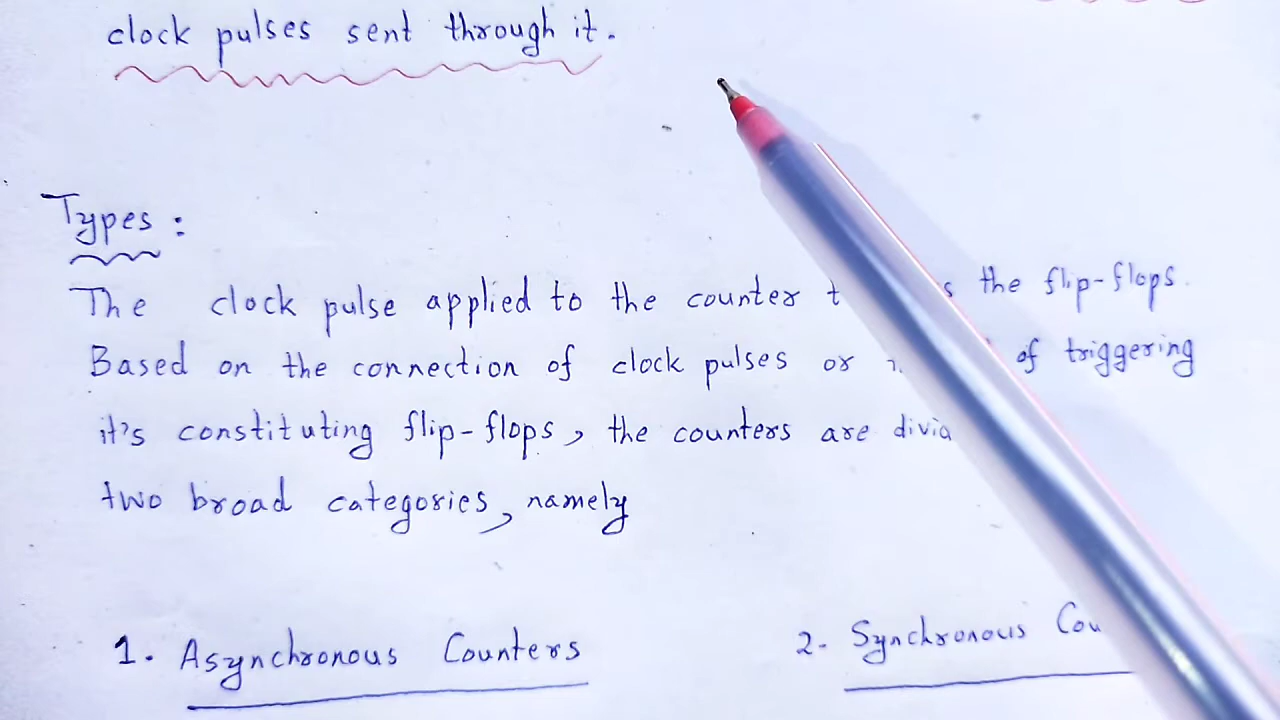 clock pulses sent through it.
Types:
The clock pulse applied to the counter the flip-flops.
Based on the connection of clock pulses or of triggering
it's constituting flip-flops, the counters are
two broad categories, namely
1. Asynchronous Counters 2. Synchronous